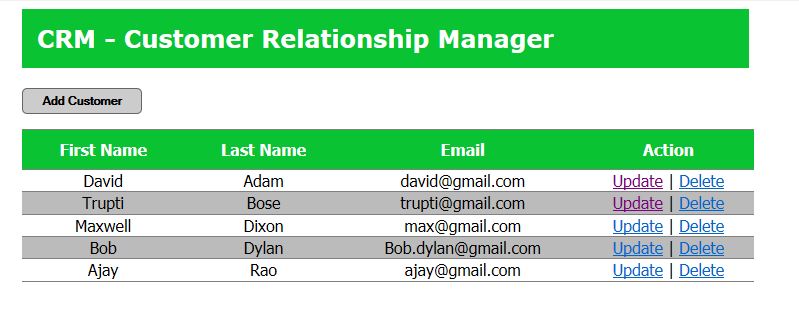 CRM - Customer Relationship Manager
Add Customer
First Name Last Name Email Action
David Adam david@gmail.com Update | Delete
Trupti Bose trupti@gmail.com Update | Delete
Maxwell Dixon max@gmail.com Update | Delete
Bob Dylan Bob.dylan@gmail.com Update | Delete
Ajay Rao ajay@gmail.com Update | Delete